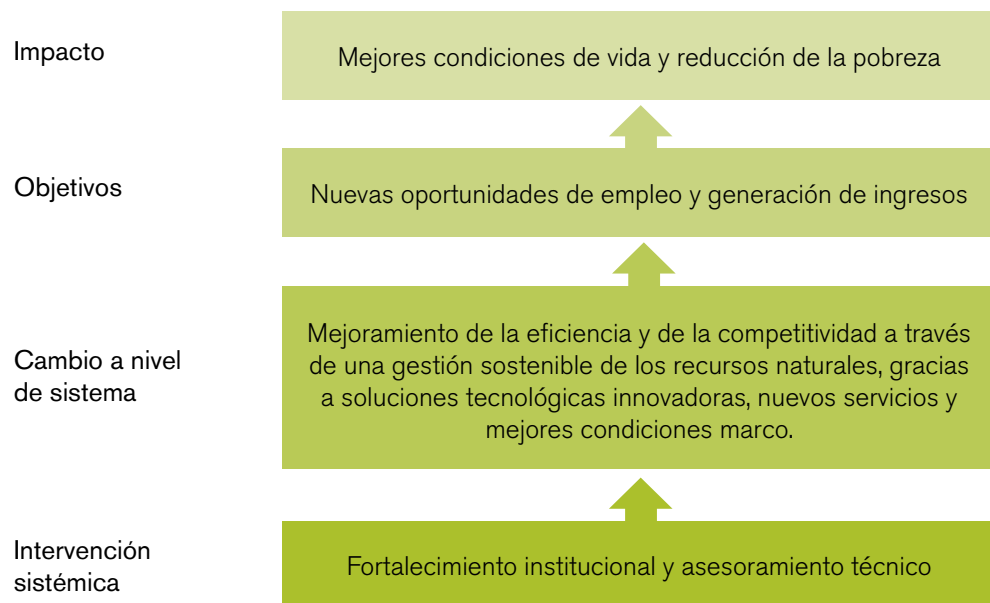 Impacto
Mejores condiciones de vida y reducción de la pobreza
Objetivos
Nuevas oportunidades de empleo y generación de ingresos
Cambio a nivel
de sistema
Mejoramiento de la eficiencia y de la competitividad a través
de una gestión sostenible de los recursos naturales, gracias
a soluciones tecnológicas innovadoras, nuevos servicios y
mejores condiciones marco.
Intervención
sistémica
Fortalecimiento institucional y asesoramiento técnico